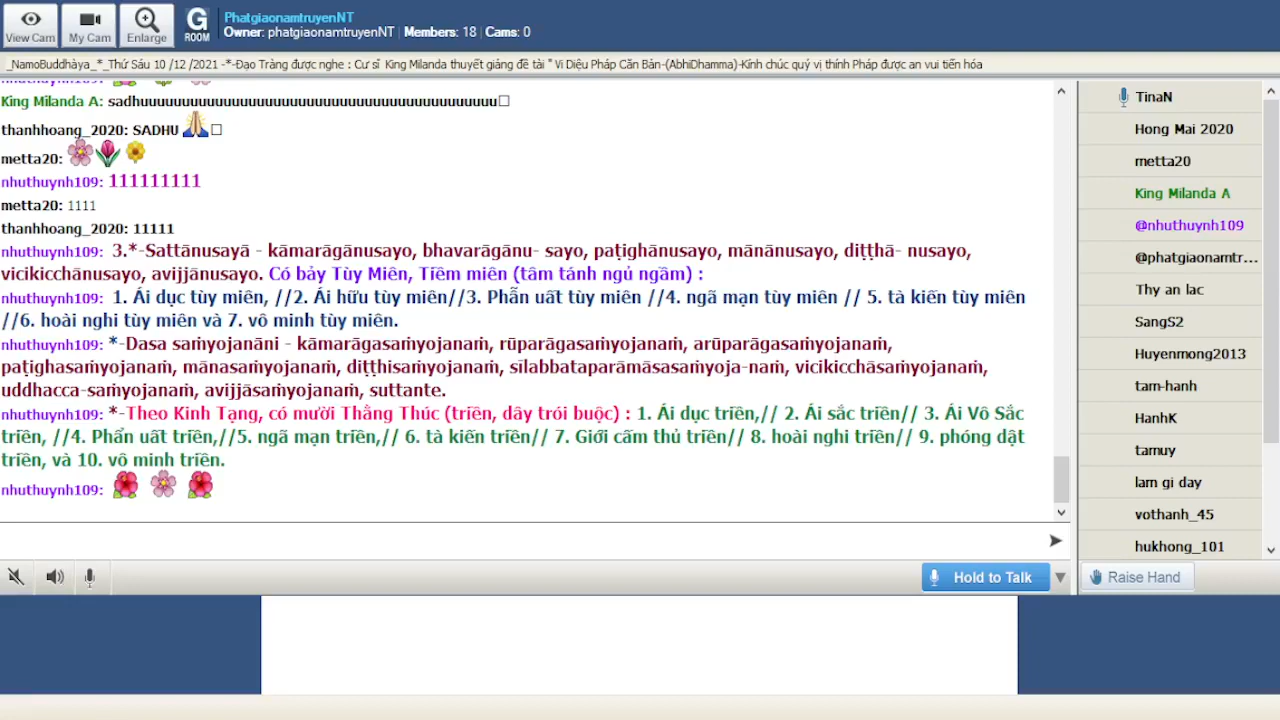 View Cam
My Cam
Enlarge
G
ROOM
PhatgiaonamtruyenNT
Owner: phatgiaonamtruyenNT | Members: 18 | Cams: 0
_NamoBuddhàya_*_Thứ Sáu 10 /12 /2021 -*-Đạo Tràng được nghe : Cư sĩ King Milanda thuyết giảng đề tài " Vi Diệu Pháp Căn Bản-(AbhiDhamma)-Kính chúc quý vị thính Pháp được an vui tiến hóa
nhuthuynh109:
King Milanda A: sadhuuuuuuuuuuuuuuuuuuuuuuuuuuuuuuuuuuuuuuuuuuu
thanhhoang_2020: SADHU 🙏
metta20: 🌸🌷🌼
nhuthuynh109: 111111111
metta20: 1111
thanhhoang_2020: 11111
nhuthuynh109: 3.*-Sattānusayā - kāmarāgānusayo, bhavarāgānu- sayo, paṭighānusayo, mānānusayo, diṭṭhā- nusayo,
vicikicchānusayo, avijjānusayo. Có bảy Tùy Miên, Tiềm miên (tâm tánh ngủ ngầm) :
nhuthuynh109: 1. Ái dục tùy miên, //2. Ái hữu tùy miên//3. Phẫn uất tùy miên //4. ngã mạn tùy miên // 5. tà kiến tùy miên
//6. hoài nghi tùy miên và 7. vô minh tùy miên.
nhuthuynh109: *-Dasa saṁyojanāni - kāmarāgasaṁyojanaṁ, rūparāgasaṁyojanaṁ, arūparāgasaṁyojanaṁ,
paṭighasaṁyojanaṁ, mānasaṁyojanaṁ, diṭṭhisaṁyojanaṁ, sīlabbataparāmāsasaṁyoja-naṁ, vicikicchāsaṁyojanaṁ,
uddhacca-saṁyojanaṁ, avijjāsaṁyojanaṁ, suttante.
nhuthuynh109: *-Theo Kinh Tạng, có mười Thằng Thúc (triền, dây trói buộc) : 1. Ái dục triền,// 2. Ái sắc triền// 3. Ái Vô Sắc
triền, //4. Phẩn uất triền,//5. ngã mạn triền,// 6. tà kiến triền// 7. Giới cấm thủ triền// 8. hoài nghi triền// 9. phóng dật
triền, và 10. vô minh triền.
nhuthuynh109: 🌺 🌸 🌺
Hold to Talk
TinaN
Hong Mai 2020
metta20
King Milanda A
@nhuthuynh109
@phatgiaonamtr...
Thy an lac
SangS2
Huyenmong2013
tam-hanh
HanhK
tamuy
lam gi day
vothanh_45
hukhong_101
Raise Hand